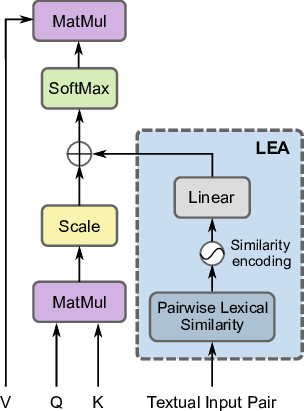 MatMul
SoftMax
LEA
Linear
Scale
Similarity
encoding
MatMul
Pairwise Lexical
Similarity
V
Q
K
Textual Input Pair